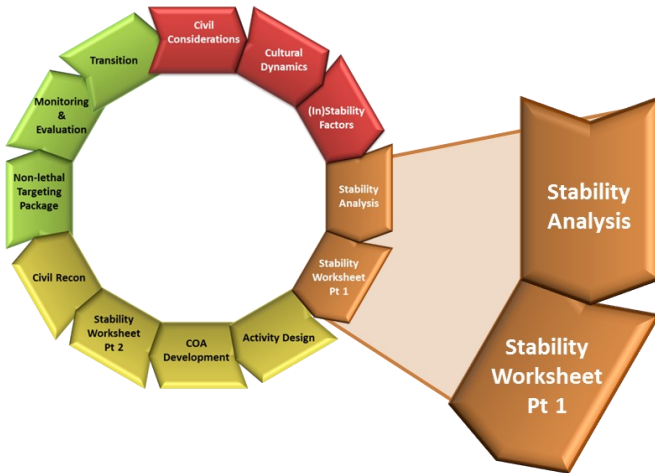 Civil
Considerations
Cultural
Dynamics
(In)Stability
Factors
Stability
Analysis
Stability
Worksheet
Pt 1
Activity Design
COA
Development
Stability
Worksheet
Pt 2
Civil Recon
Non-lethal
Targeting
Package
Monitoring
&
Evaluation
Transition
Stability
Analysis
Stability
Worksheet
Pt 1